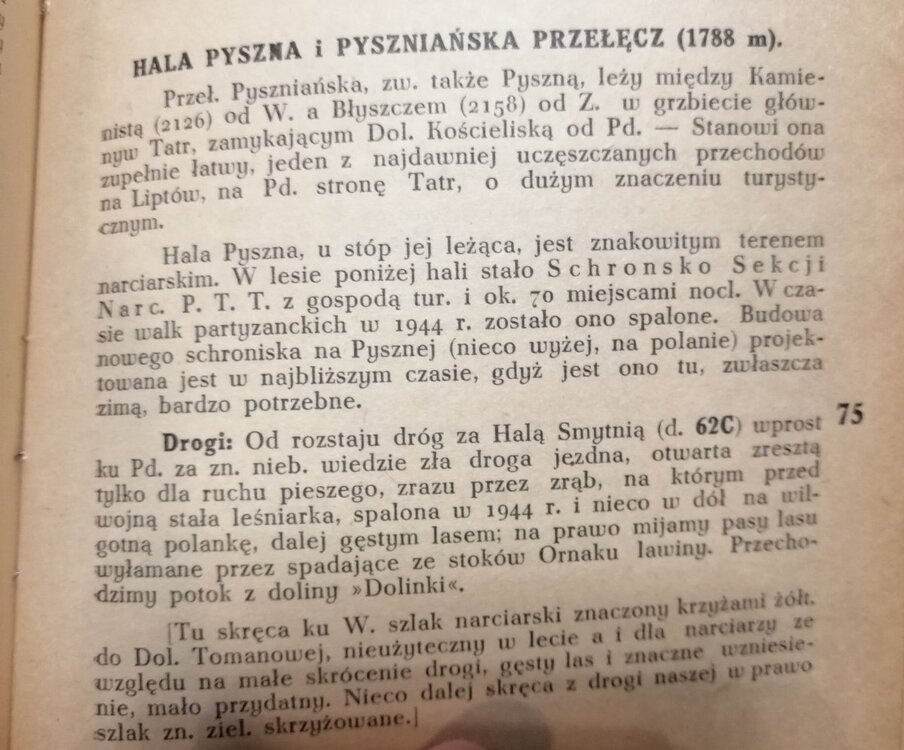 HALA PYSZNA i PYSZNIAŃSKA PRZEŁĘCZ (1788 m).
Przeł. Pyszniańska, zw. także Pyszną, leży między Kamie-
nistą (2126) od W. a Błyszczem (2158) od Z. w grzbiecie głów-
nyw Tatr, zamykającym Dol. Kościeliską od Pd. — Stanowi ona
zupełnie łatwy, jeden z najdawniej uczęszczanych przechodów
na Liptów, na Pd. stronę Tatr, o dużym znaczeniu turysty-
cznym.
Hala Pyszna, u stóp jej leżąca, jest znakowitym terenem
narciarskim. W lesie poniżej hali stało Schronsko Sekcji
Narc. P. T. T. z gospodą tur. i ok. 70 miejscami nocl. W cza-
sie walk partyzanckich w 1944 r. zostało ono spalone. Budowa
nowego schroniska na Pysznej (nieco wyżej, na polanie) projek-
towana jest w najbliższym czasie, gdyż jest ono tu, zwłaszcza
zimą, bardzo potrzebne.
Drogi: Od rozstaju dróg za Halą Smytnią (d. 62C) wprost 75
ku Pd. za zn. nieb. wiedzie zła droga jezdna, otwarta zresztą
tylko dla ruchu pieszego, zrazu przez zrąb, na którym przed
wojną stała leśniarka, spalona w 1944 r. i nieco w dół na wil-
gotną polankę, dalej gęstym lasem; na prawo mijamy pasy lasu
wyłamane przez spadające ze stoków Ornaku lawiny. Przecho-
dzimy potok z doliny »Dolinki«.
[Tu skręca ku W. szlak narciarski znaczony krzyżami żółt.
do Dol. Tomanowej, nieużyteczny w lecie a i dla narciarzy ze
względu na małe skrócenie drogi, gęsty las i znaczne wzniesie-
nie, mało przydatny. Nieco dalej skręca z drogi naszej w prawo
szlak zn. ziel. skrzyżowane.]